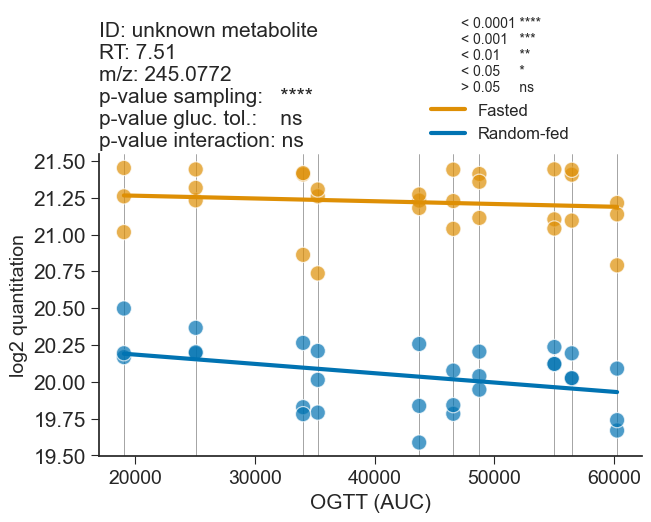 ID: unknown metabolite
RT: 7.51
m/z: 245.0772
p-value sampling: ****
p-value gluc. tol.: ns
p-value interaction: ns
< 0.0001 ****
< 0.001 ***
< 0.01 **
< 0.05 *
> 0.05 ns
Fasted
Random-fed
log2 quantitation
21.50
21.25
21.00
20.75
20.50
20.25
20.00
19.75
19.50
20000 30000 40000 50000 60000
OGTT (AUC)